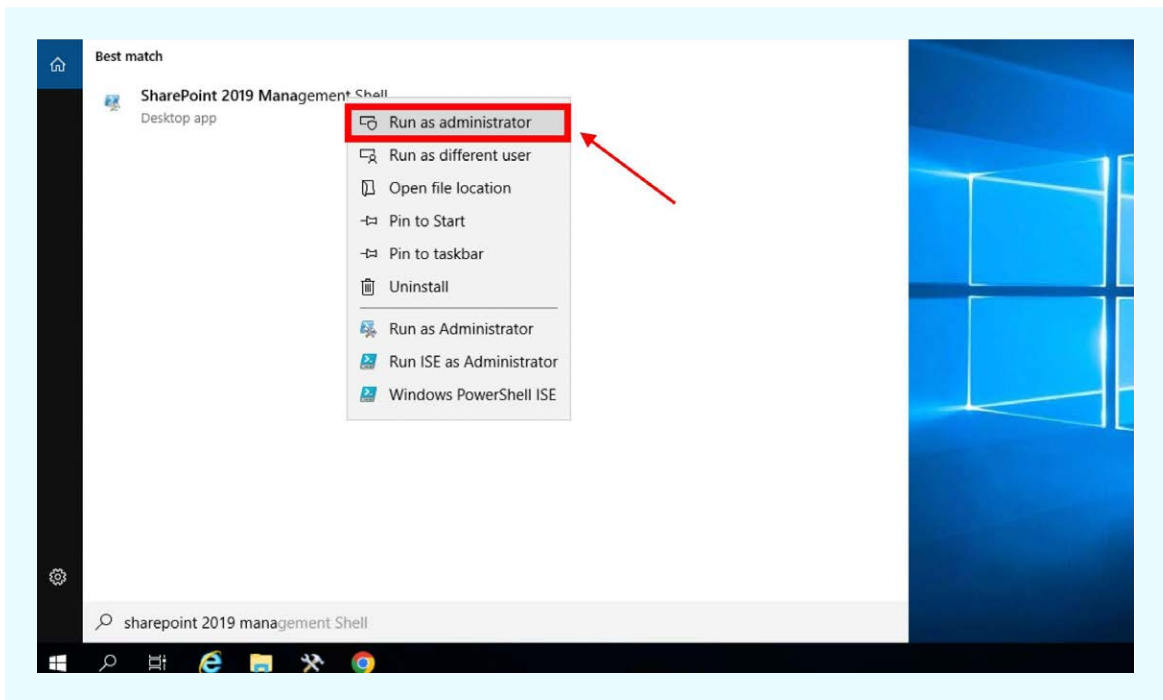 Best match
SharePoint 2019 Management Shell
Desktop app
Run as administrator
Run as different user
Open file location
Pin to Start
Pin to taskbar
Uninstall
Run as Administrator
Run ISE as Administrator
Windows PowerShell ISE
sharepoint 2019 management Shell